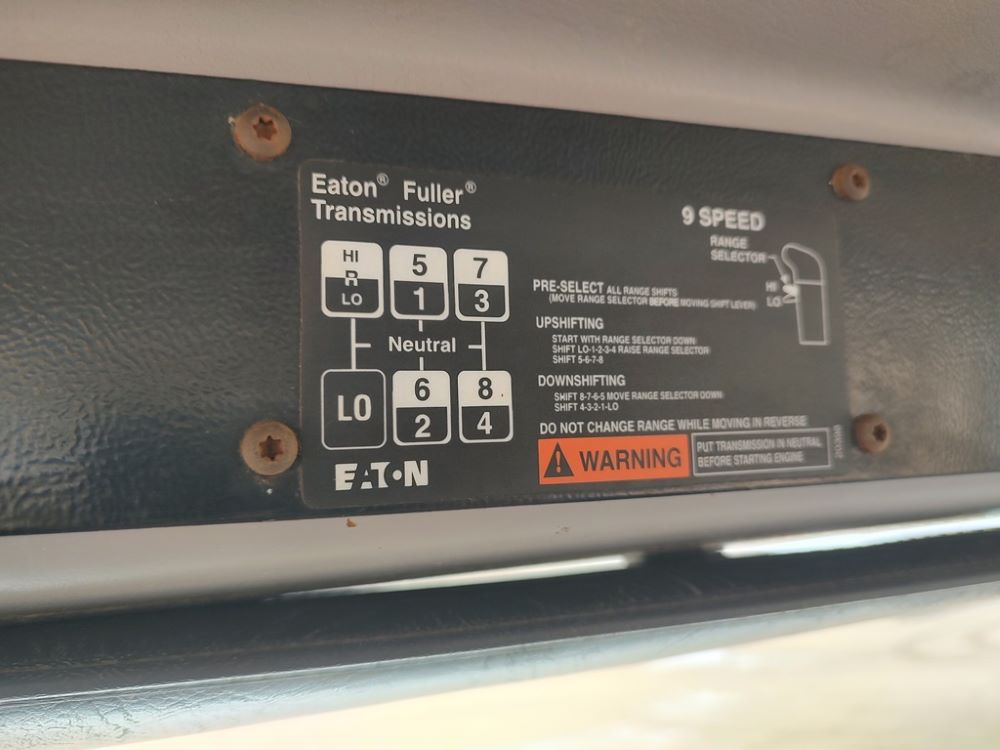 Eaton® Fuller®
Transmissions
HI
R
LO
5
1
7
3
Neutral
LO
6
2
8
4
EATON
9 SPEED
RANGE
SELECTOR
HI
LO
PRE-SELECT ALL RANGE SHIFTS
(MOVE RANGE SELECTOR BEFORE MOVING SHIFT LEVER)
UPSHIFTING
START WITH RANGE SELECTOR DOWN
SHIFT LO-1-2-3-4 RAISE RANGE SELECTOR
SHIFT 5-6-7-8
DOWNSHIFTING
SHIFT 8-7-6-5 MOVE RANGE SELECTOR DOWN
SHIFT 4-3-2-1-LO
DO NOT CHANGE RANGE WHILE MOVING IN REVERSE
WARNING
PUT TRANSMISSION IN NEUTRAL
BEFORE STARTING ENGINE